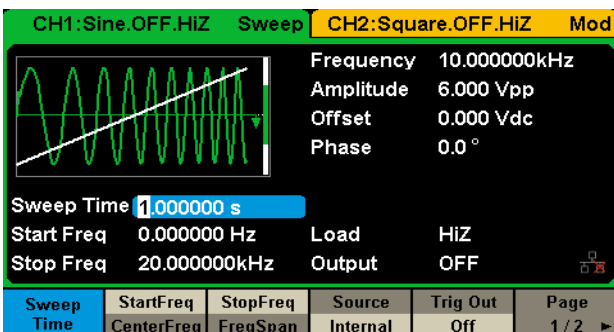 CH1:Sine.OFF.HiZ Sweep CH2:Square.OFF.HiZ Mod
Frequency 10.000000kHz
Amplitude 6.000 Vpp
Offset 0.000 Vdc
Phase 0.0 °
Sweep Time 1.000000 s
Start Freq 0.000000 Hz Load HiZ
Stop Freq 20.000000kHz Output OFF
Sweep StartFreq StopFreq Source Trig Out Page
Time CenterFreq FreqSpan Internal Off 1/2